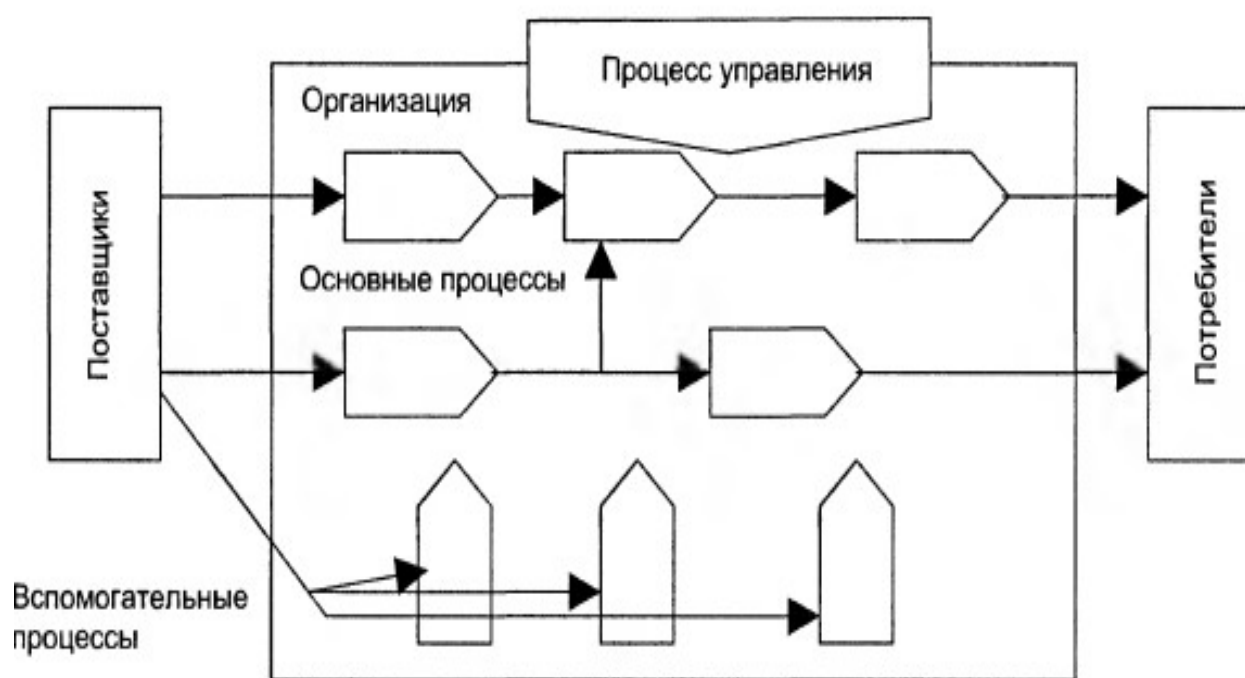 Процесс управления
Организация
Поставщики
Основные процессы
Потребители
Вспомогательные
процессы